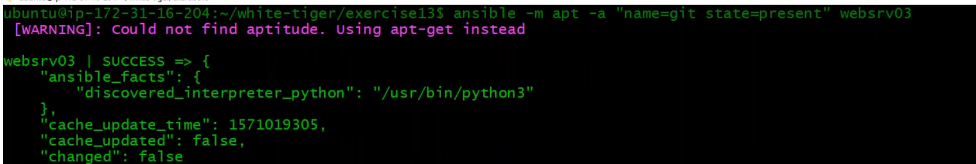 ubuntu@ip-172-31-16-204:~/white-tiger/exercise13$ ansible -m apt -a "name=git state=present" websrv03
[WARNING]: Could not find aptitude. Using apt-get instead
websrv03 | SUCCESS => {
"ansible_facts": {
"discovered_interpreter_python": "/usr/bin/python3"
},
"cache_update_time": 1571019305,
"cache_updated": false,
"changed": false